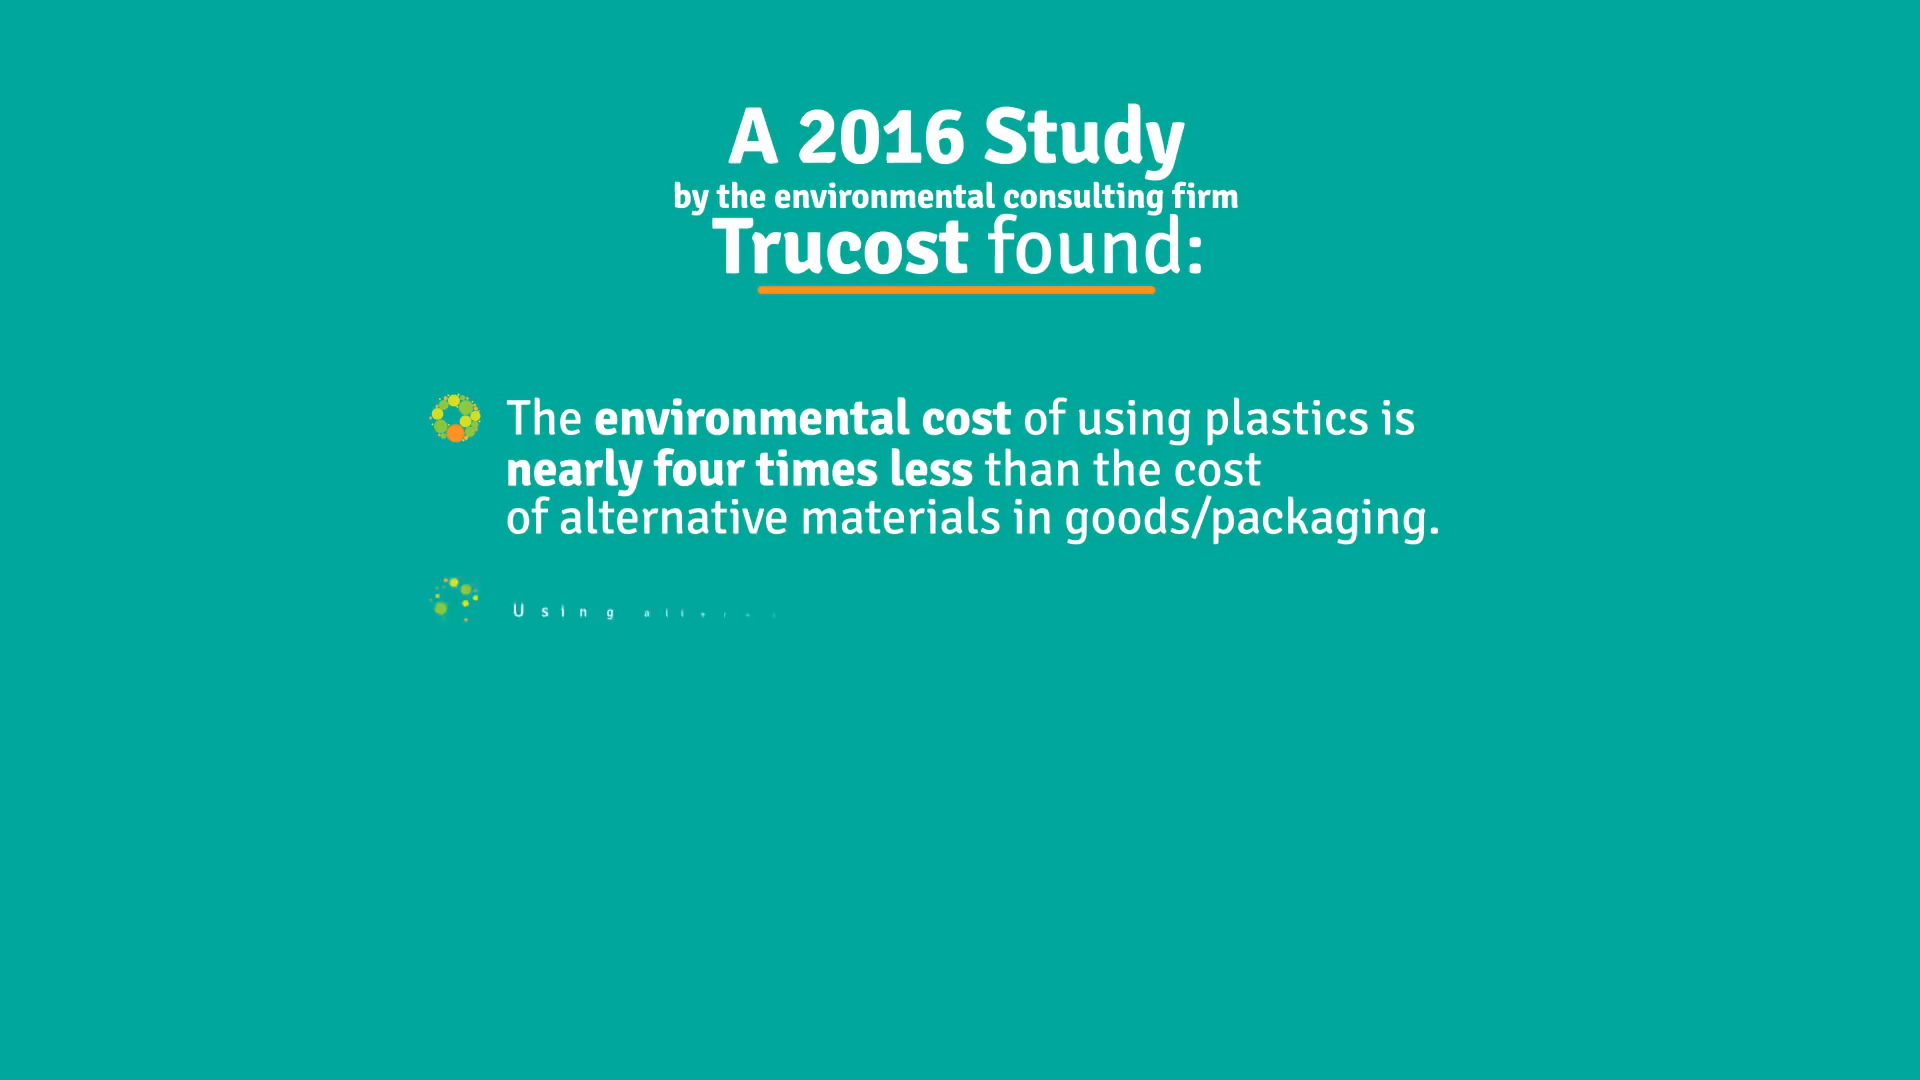 A 2016 Study
by the environmental consulting firm
Trucost found:
The environmental cost of using plastics is
nearly four times less than the cost
of alternative materials in goods/packaging.
Using